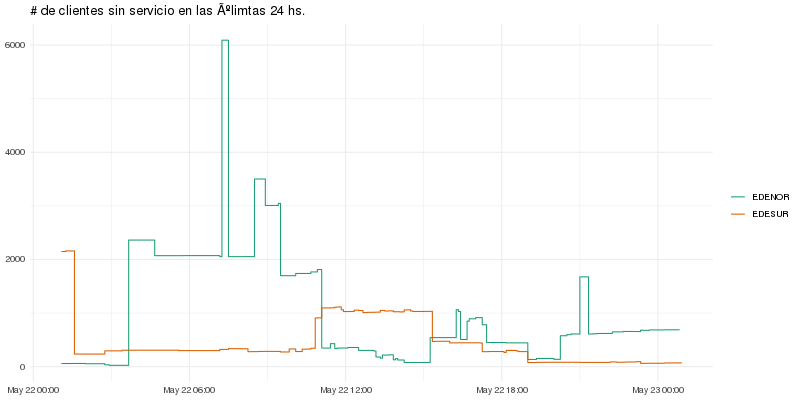 # de clientes sin servicio en las Ãºlimtas 24 hs.
6000
4000
2000
0
May 22 00:00
May 22 06:00
May 22 12:00
May 22 18:00
May 23 00:00
EDENOR
EDESUR